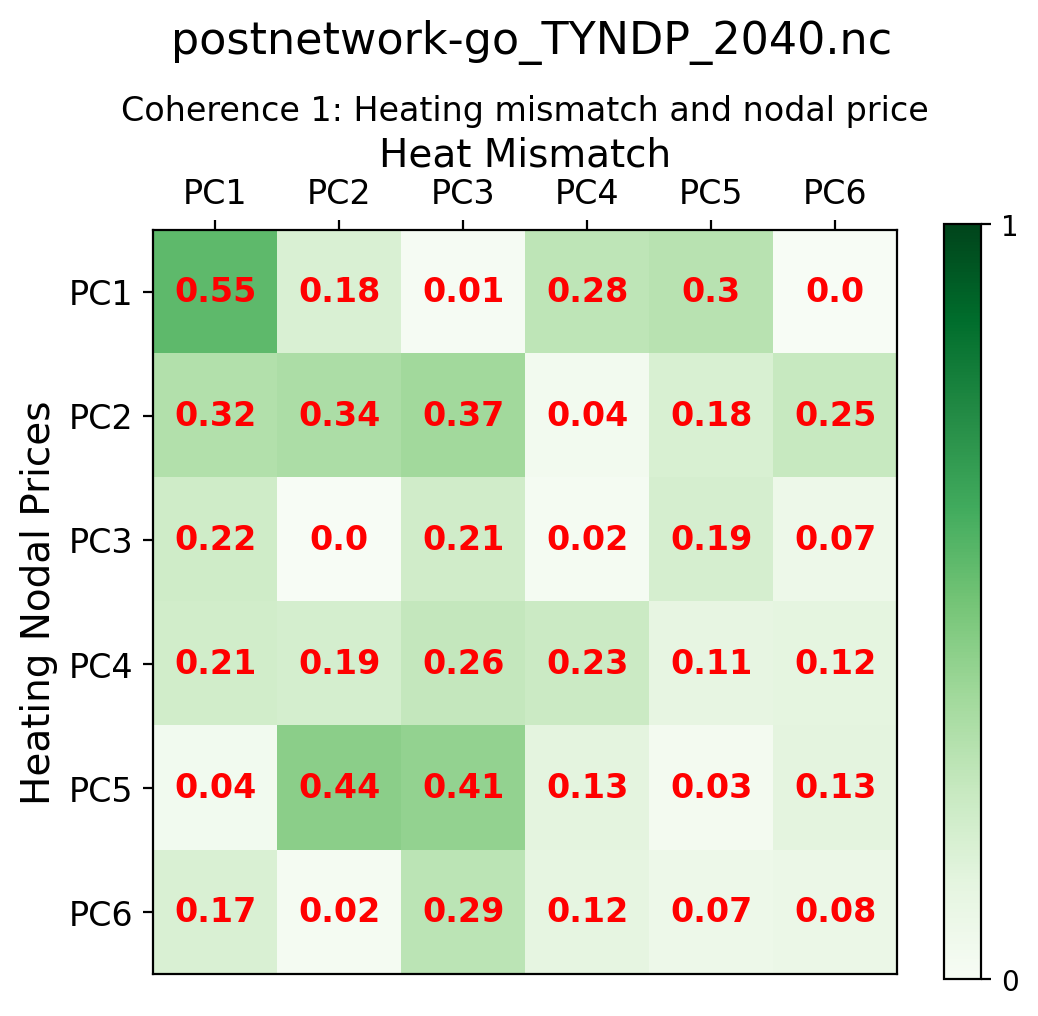 postnetwork-go_TYNDP_2040.nc
Coherence 1: Heating mismatch and nodal price
Heat Mismatch
PC1 PC2 PC3 PC4 PC5 PC6
1
PC1 0.55 0.18 0.01 0.28 0.3 0.0
PC2 0.32 0.34 0.37 0.04 0.18 0.25
PC3 0.22 0.0 0.21 0.02 0.19 0.07
PC4 0.21 0.19 0.26 0.23 0.11 0.12
PC5 0.04 0.44 0.41 0.13 0.03 0.13
PC6 0.17 0.02 0.29 0.12 0.07 0.08
0
Heating Nodal Prices